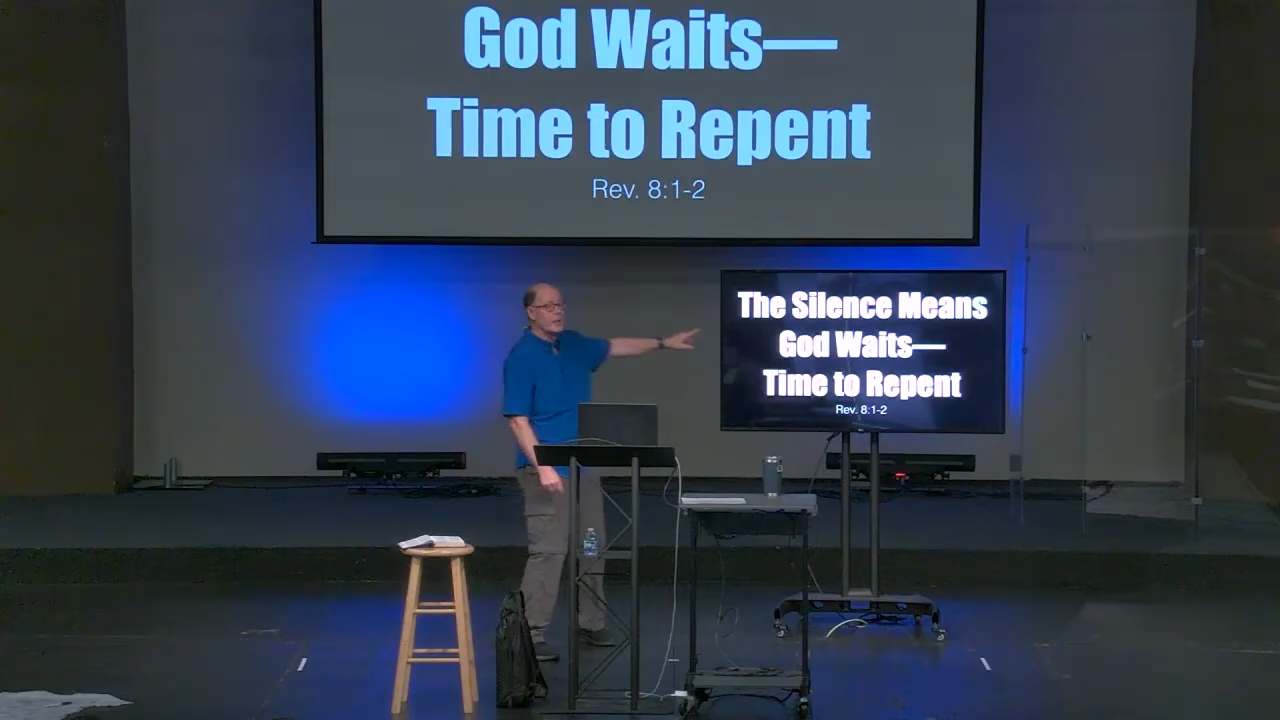 God Waits—
Time to Repent
Rev. 8:1-2
The Silence Means
God Waits—
Time to Repent
Rev. 8:1-2